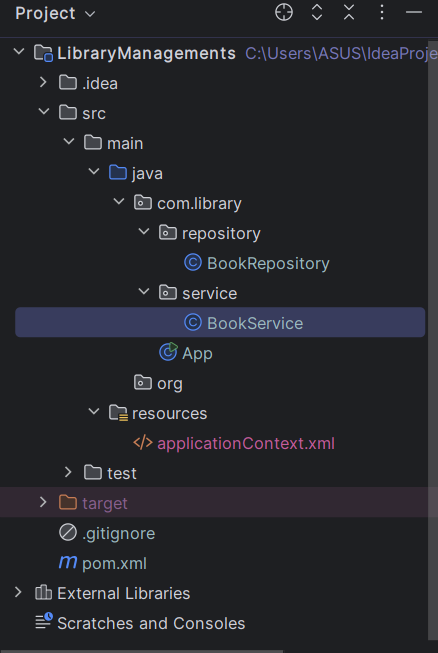 Project
LibraryManagements C:\Users\ASUS\IdeaProje
.idea
src
main
java
com.library
repository
BookRepository
service
BookService
App
org
resources
applicationContext.xml
test
target
.gitignore
pom.xml
External Libraries
Scratches and Consoles